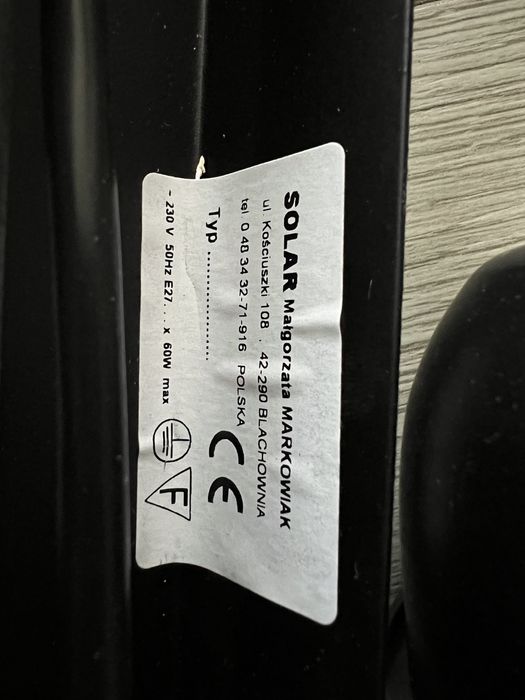 SOLAR Małgorzata MARKOWIAK
ul. Kościuszki 108 , 42-290 BLACHOWNIA
tel. 0 48 34 32-71-916 POLSKA
Typ ......................
CE
~ 230 V 50Hz E27. . . x 60W max
F